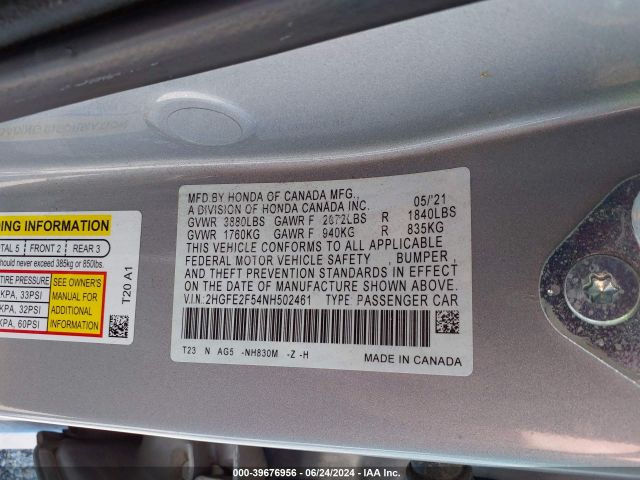 MFD.BY HONDA OF CANADA MFG.,
A DIVISION OF HONDA CANADA INC.
05/'21
GVWR 3880LBS GAWR F 2072LBS R 1840LBS
GVWR 1760KG GAWR F 940KG R 835KG
THIS VEHICLE CONFORMS TO ALL APPLICABLE
FEDERAL MOTOR VEHICLE SAFETY , BUMPER ,
AND THEFT PREVENTION STANDARDS IN EFFECT
ON THE DATE OF MANUFACTURE SHOWN ABOVE.
V.I.N.:2HGFE2F54NH502461 TYPE PASSENGER CAR
T23 N AG5 -NH830M -Z -H
MADE IN CANADA
INFORMATION
TAL 5 FRONT 2 REAR 3
hould never exceed 385kg or 850lbs.
TIRE PRESSURE
KPA, 33PSI
KPA, 32PSI
KPA, 60PSI
SEE OWNER'S
MANUAL FOR
ADDITIONAL
INFORMATION
T20 A1
000-39676956 - 06/24/2024 - IAA Inc.